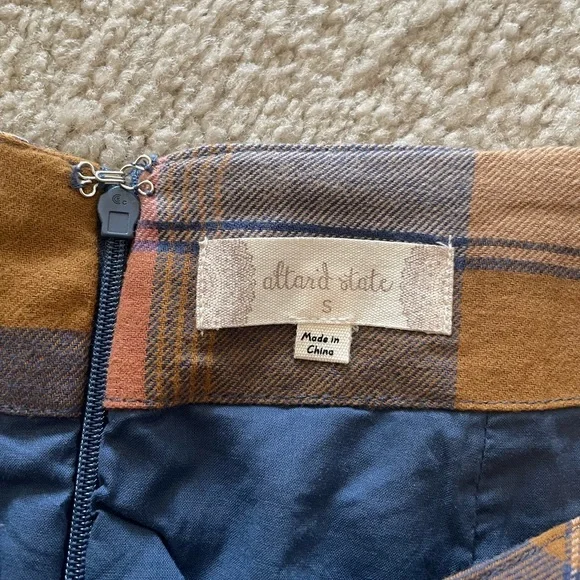 altar'd state
S
Made in
China